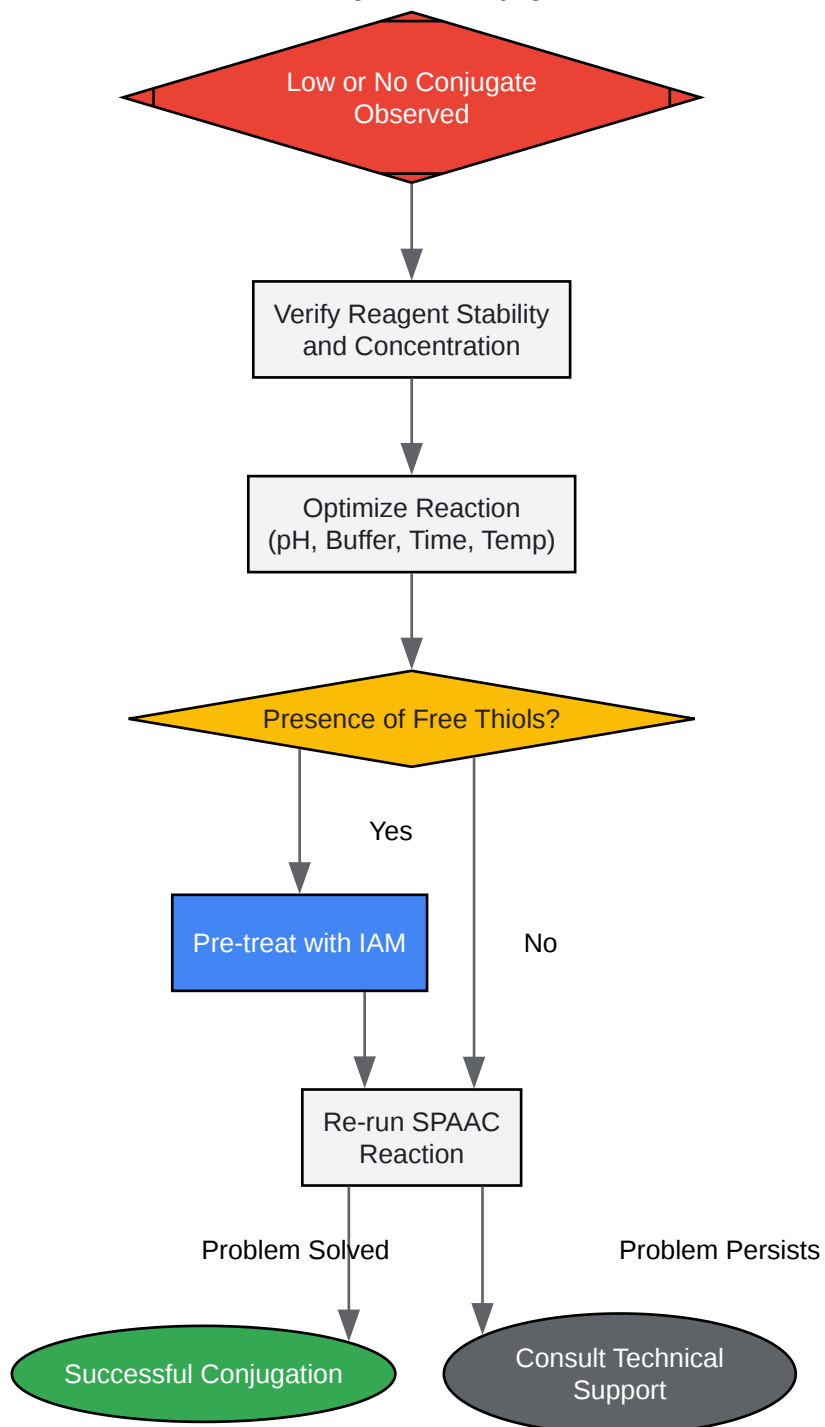 Low or No Conjugate
Observed
Verify Reagent Stability
and Concentration
Optimize Reaction
(pH, Buffer, Time, Temp)
Presence of Free Thiols?
Yes
Pre-treat with IAM
No
Re-run SPAAC
Reaction
Problem Solved
Problem Persists
Successful Conjugation
Consult Technical
Support